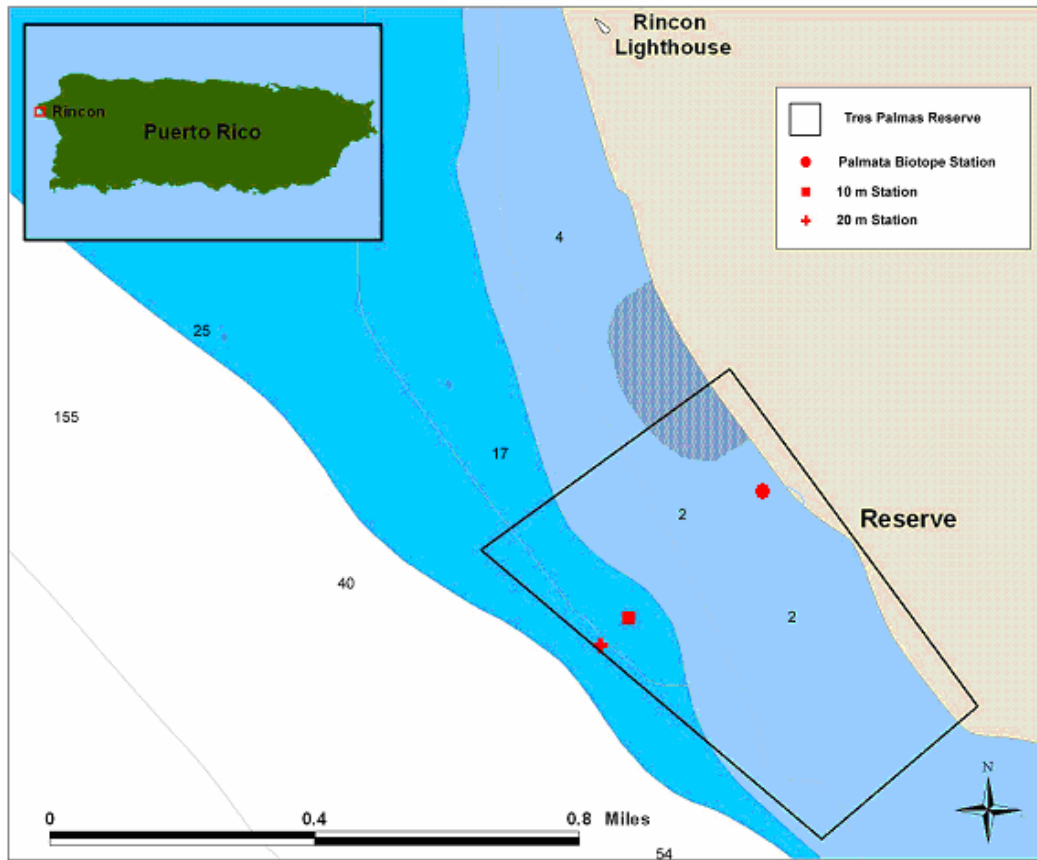 Rincon
Lighthouse
Rincon
Puerto Rico
Tres Palmas Reserve
Palmata Biotope Station
10 m Station
20 m Station
4
25
155
17
2
Reserve
40
2
N
0
0.4
0.8 Miles
54